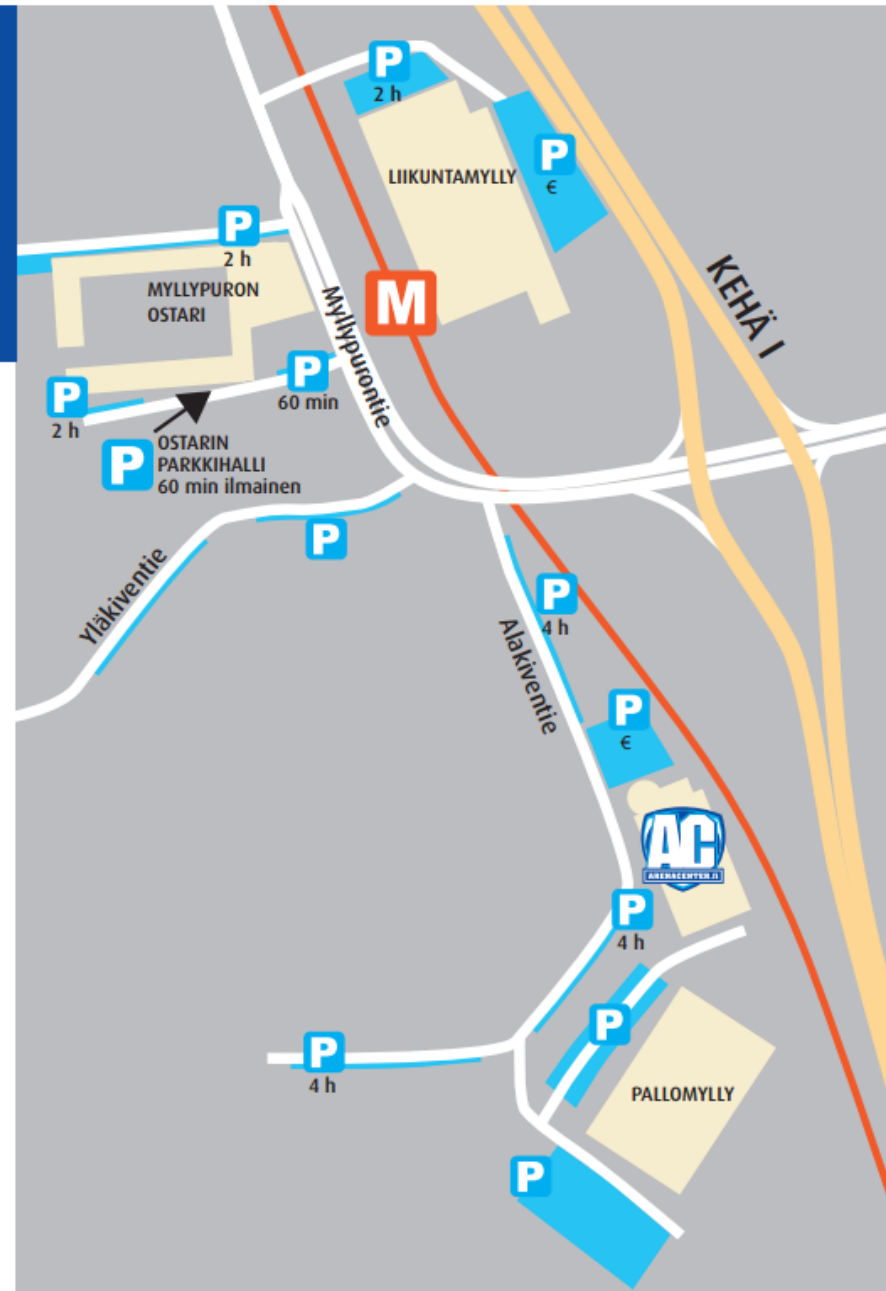 P
2 h
LIIKUNTAMYLLY
P
€
P
2 h
KEHÄ I
MYLLYPURON
OSTARI
M
Myllypurontie
P
60 min
P
2 h
P
OSTARIN
PARKKIHALLI
60 min ilmainen
P
Yläkiventie
P
4 h
Alakiventie
P
€
AC
ARENACENTER.FI
P
4 h
P
P
4 h
PALLOMYLLY
P